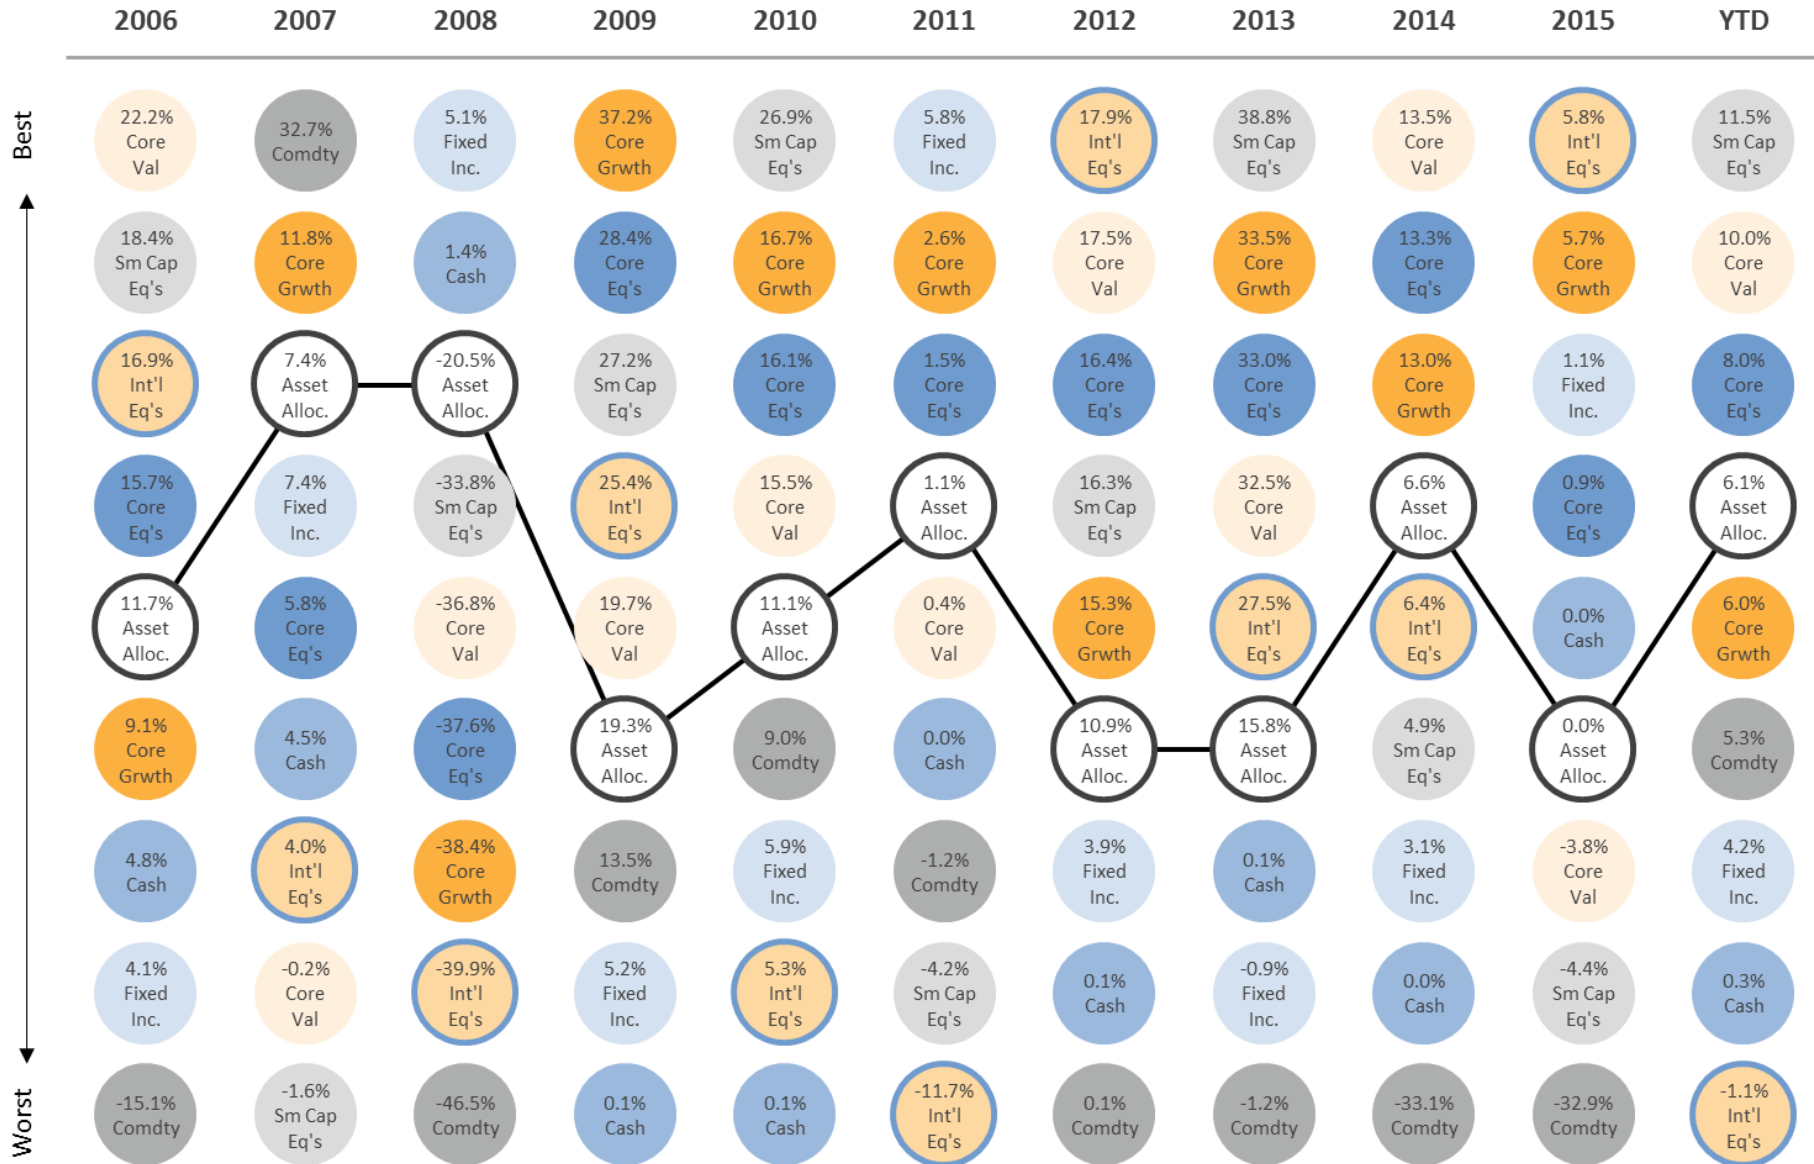 2006 2007 2008 2009 2010 2011 2012 2013 2014 2015 YTD
Best
22.2%
Core
Val
32.7%
Comdty
5.1%
Fixed
Inc.
37.2%
Core
Grwth
26.9%
Sm Cap
Eq's
5.8%
Fixed
Inc.
17.9%
Int'l
Eq's
38.8%
Sm Cap
Eq's
13.5%
Core
Val
5.8%
Int'l
Eq's
11.5%
Sm Cap
Eq's
18.4%
Sm Cap
Eq's
11.8%
Core
Grwth
1.4%
Cash
28.4%
Core
Eq's
16.7%
Core
Grwth
2.6%
Core
Grwth
17.5%
Core
Val
33.5%
Core
Grwth
13.3%
Core
Eq's
5.7%
Core
Grwth
10.0%
Core
Val
16.9%
Int'l
Eq's
7.4%
Asset
Alloc.
-20.5%
Asset
Alloc.
27.2%
Sm Cap
Eq's
16.1%
Core
Eq's
1.5%
Core
Eq's
16.4%
Core
Eq's
33.0%
Core
Eq's
13.0%
Core
Grwth
1.1%
Fixed
Inc.
8.0%
Core
Eq's
15.7%
Core
Eq's
7.4%
Fixed
Inc.
-33.8%
Sm Cap
Eq's
25.4%
Int'l
Eq's
15.5%
Core
Val
1.1%
Asset
Alloc.
16.3%
Sm Cap
Eq's
32.5%
Core
Val
6.6%
Asset
Alloc.
0.9%
Core
Eq's
6.1%
Asset
Alloc.
11.7%
Asset
Alloc.
5.8%
Core
Eq's
-36.8%
Core
Val
19.7%
Core
Val
11.1%
Asset
Alloc.
0.4%
Core
Val
15.3%
Core
Grwth
27.5%
Int'l
Eq's
6.4%
Int'l
Eq's
0.0%
Cash
6.0%
Core
Grwth
9.1%
Core
Grwth
4.5%
Cash
-37.6%
Core
Eq's
19.3%
Asset
Alloc.
9.0%
Comdty
0.0%
Cash
10.9%
Asset
Alloc.
15.8%
Asset
Alloc.
4.9%
Sm Cap
Eq's
0.0%
Asset
Alloc.
5.3%
Comdty
4.8%
Cash
4.0%
Int'l
Eq's
-38.4%
Core
Grwth
13.5%
Comdty
5.9%
Fixed
Inc.
-1.2%
Comdty
3.9%
Fixed
Inc.
0.1%
Cash
3.1%
Fixed
Inc.
-3.8%
Core
Val
4.2%
Fixed
Inc.
4.1%
Fixed
Inc.
-0.2%
Core
Val
-39.9%
Int'l
Eq's
5.2%
Fixed
Inc.
5.3%
Int'l
Eq's
-4.2%
Sm Cap
Eq's
0.1%
Cash
-0.9%
Fixed
Inc.
0.0%
Cash
-4.4%
Sm Cap
Eq's
0.3%
Cash
Worst
-15.1%
Comdty
-1.6%
Sm Cap
Eq's
-46.5%
Comdty
0.1%
Cash
0.1%
Cash
-11.7%
Int'l
Eq's
0.1%
Comdty
-1.2%
Comdty
-33.1%
Comdty
-32.9%
Comdty
-1.1%
Int'l
Eq's